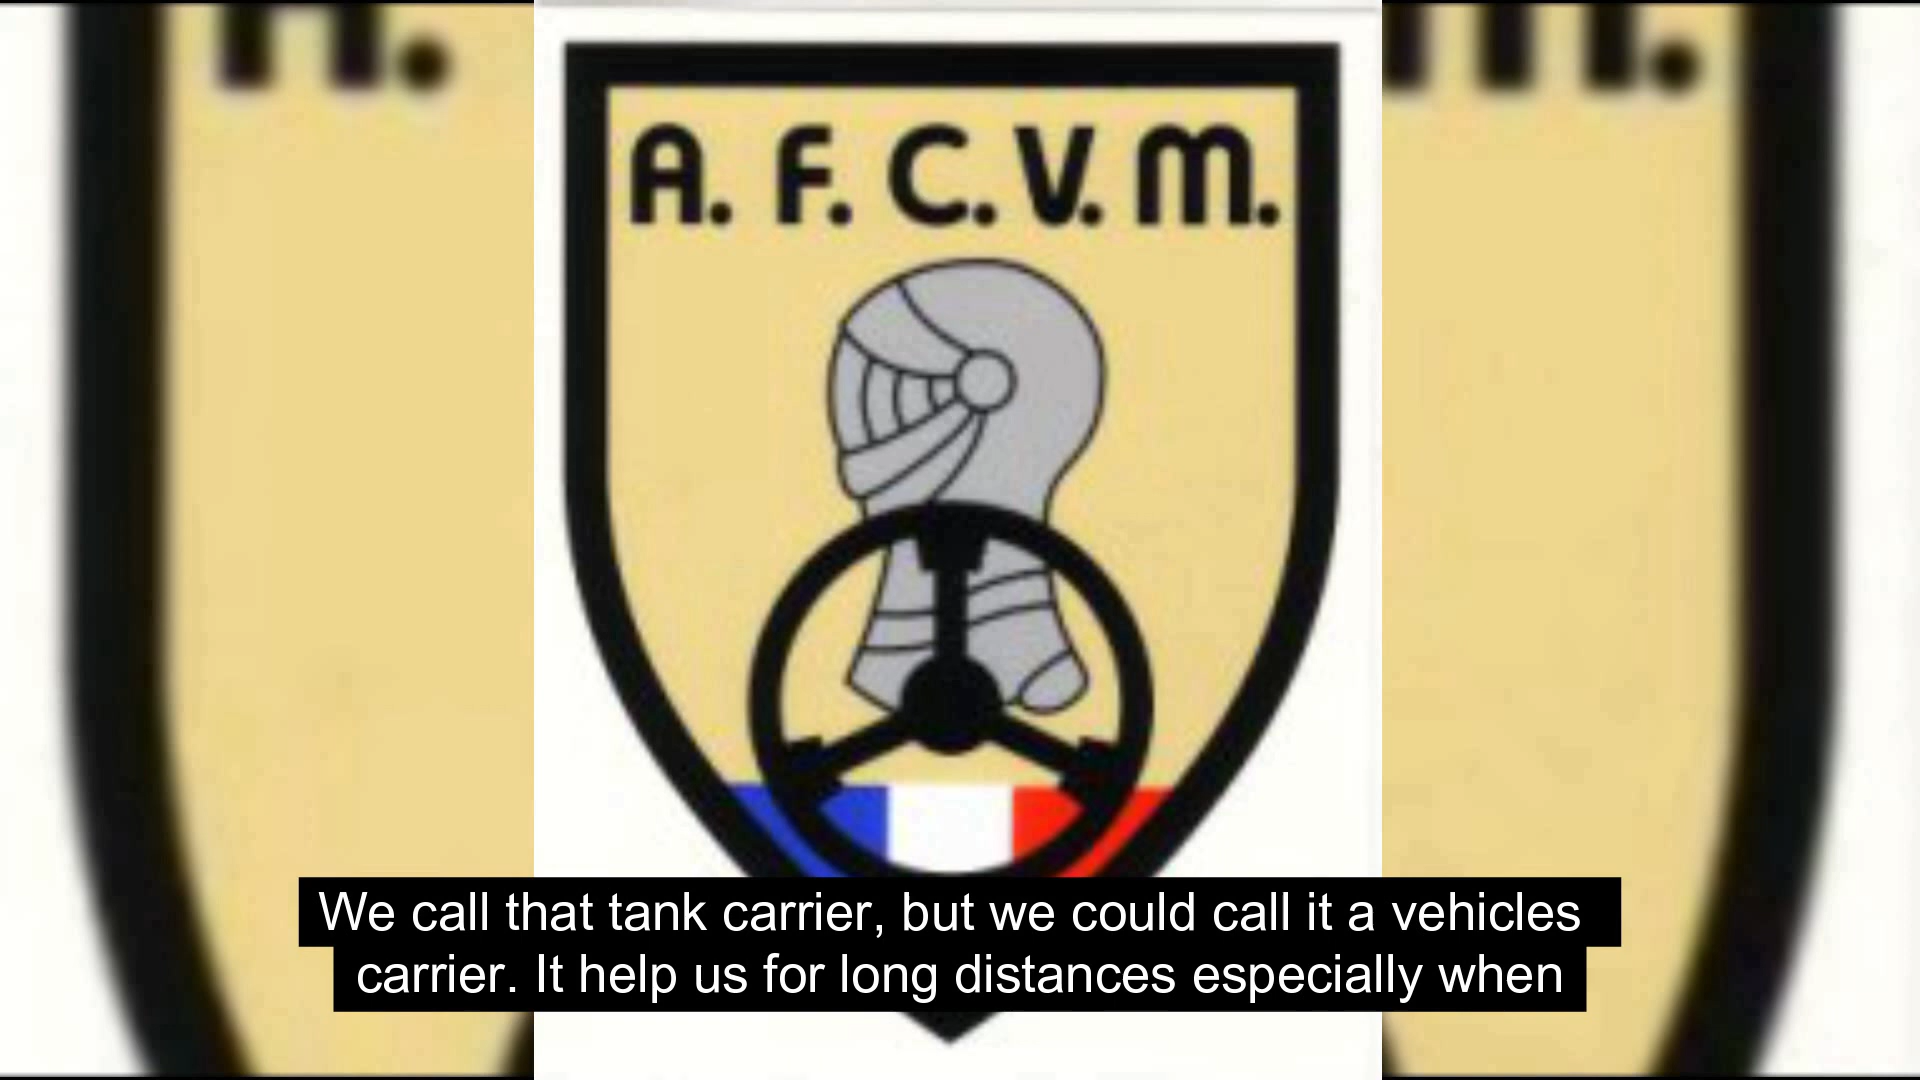 A. F. C. V. M.
We call that tank carrier, but we could call it a vehicles
carrier. It help us for long distances especially when